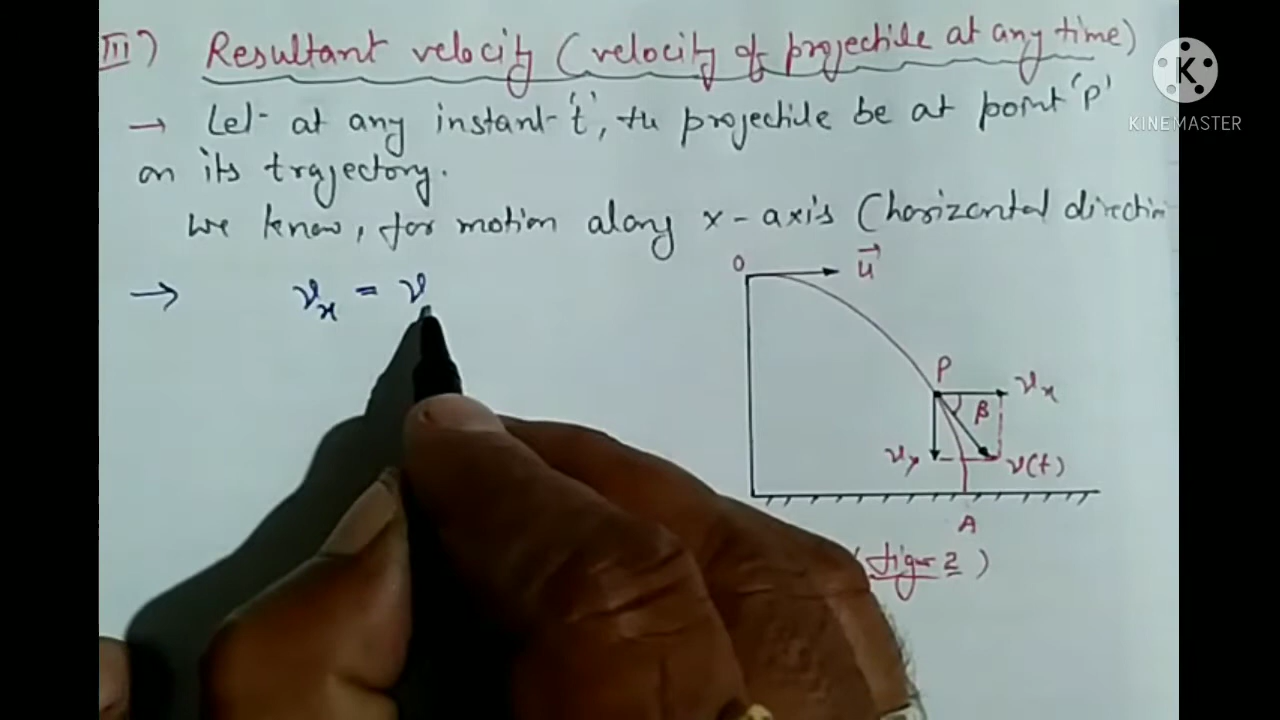 III) Resultant velocity (velocity of projectile at any time)
→ Let at any instant 't', the projectile be at point 'P'
on its trajectory.
We know, for motion along x-axis (horizontal direction
→ vx = v
O
u⃗
P
vx
β
vy
v(t)
A
(figur 2)
K
KINEMASTER